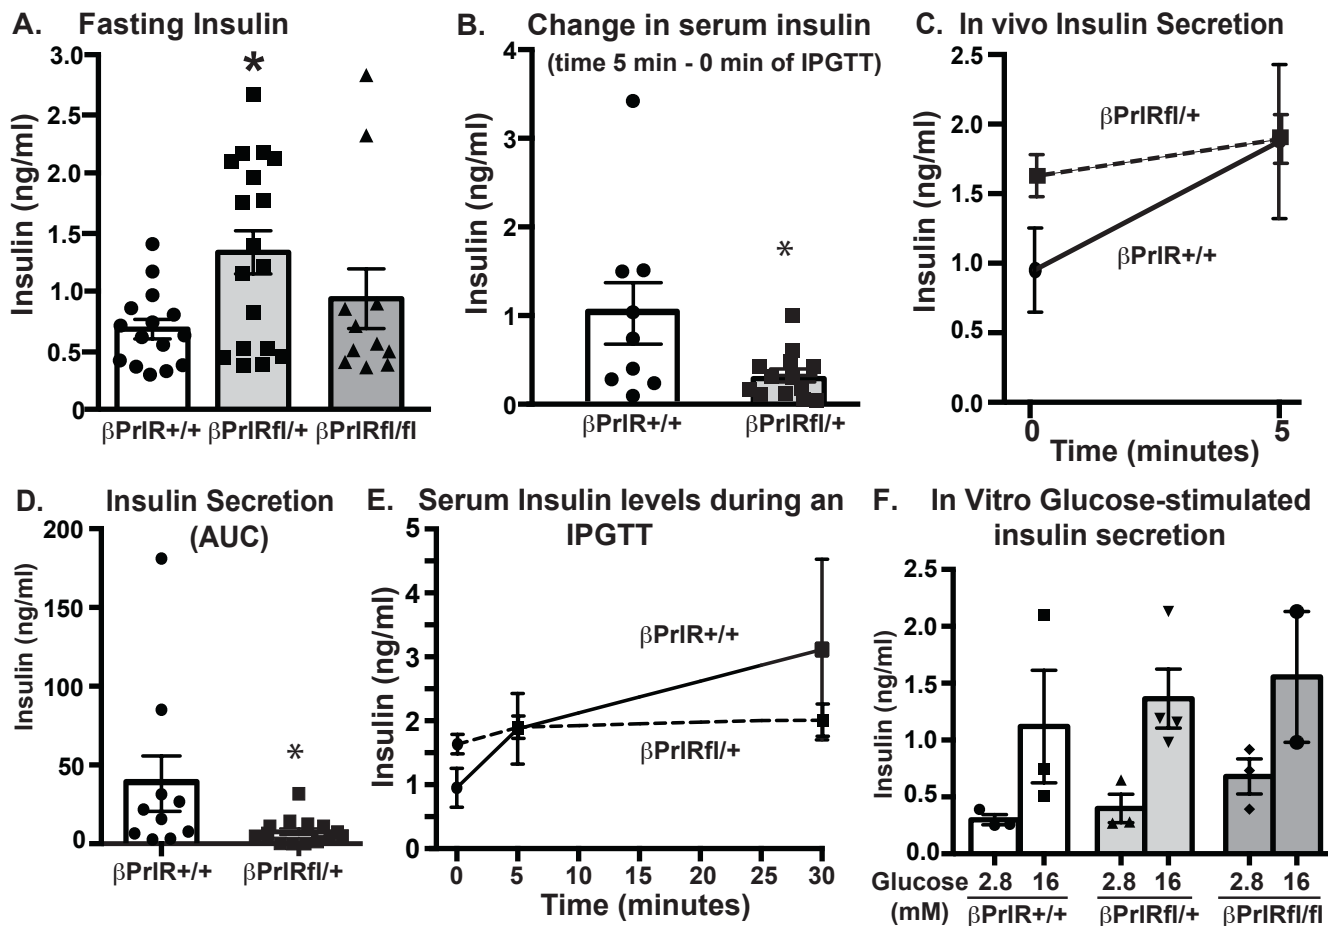 A. Fasting Insulin
3.0
2.5
2.0
1.5
1.0
0.5
0
Insulin (ng/ml)
*
βPrlR+/+ βPrlRfl/+ βPrlRfl/fl
B. Change in serum insulin
(time 5 min - 0 min of IPGTT)
4
3
2
1
0
Insulin (ng/ml)
*
βPrlR+/+ βPrlRfl/+
C. In vivo Insulin Secretion
2.5
2.0
1.5
1.0
0.5
0.0
Insulin (ng/ml)
βPrlRfl/+
βPrlR+/+
0 5
Time (minutes)
D. Insulin Secretion
(AUC)
200
150
100
50
0
Insulin (ng/ml)
*
βPrlR+/+ βPrlRfl/+
E. Serum Insulin levels during an
IPGTT
5
4
3
2
1
0
Insulin (ng/ml)
βPrlR+/+
βPrlRfl/+
0 5 10 15 20 25 30
Time (minutes)
F. In Vitro Glucose-stimulated
insulin secretion
2.5
2.0
1.5
1.0
0.5
0.0
Insulin (ng/ml)
Glucose 2.8 16 2.8 16 2.8 16
(mM) βPrlR+/+ βPrlRfl/+ βPrlRfl/fl